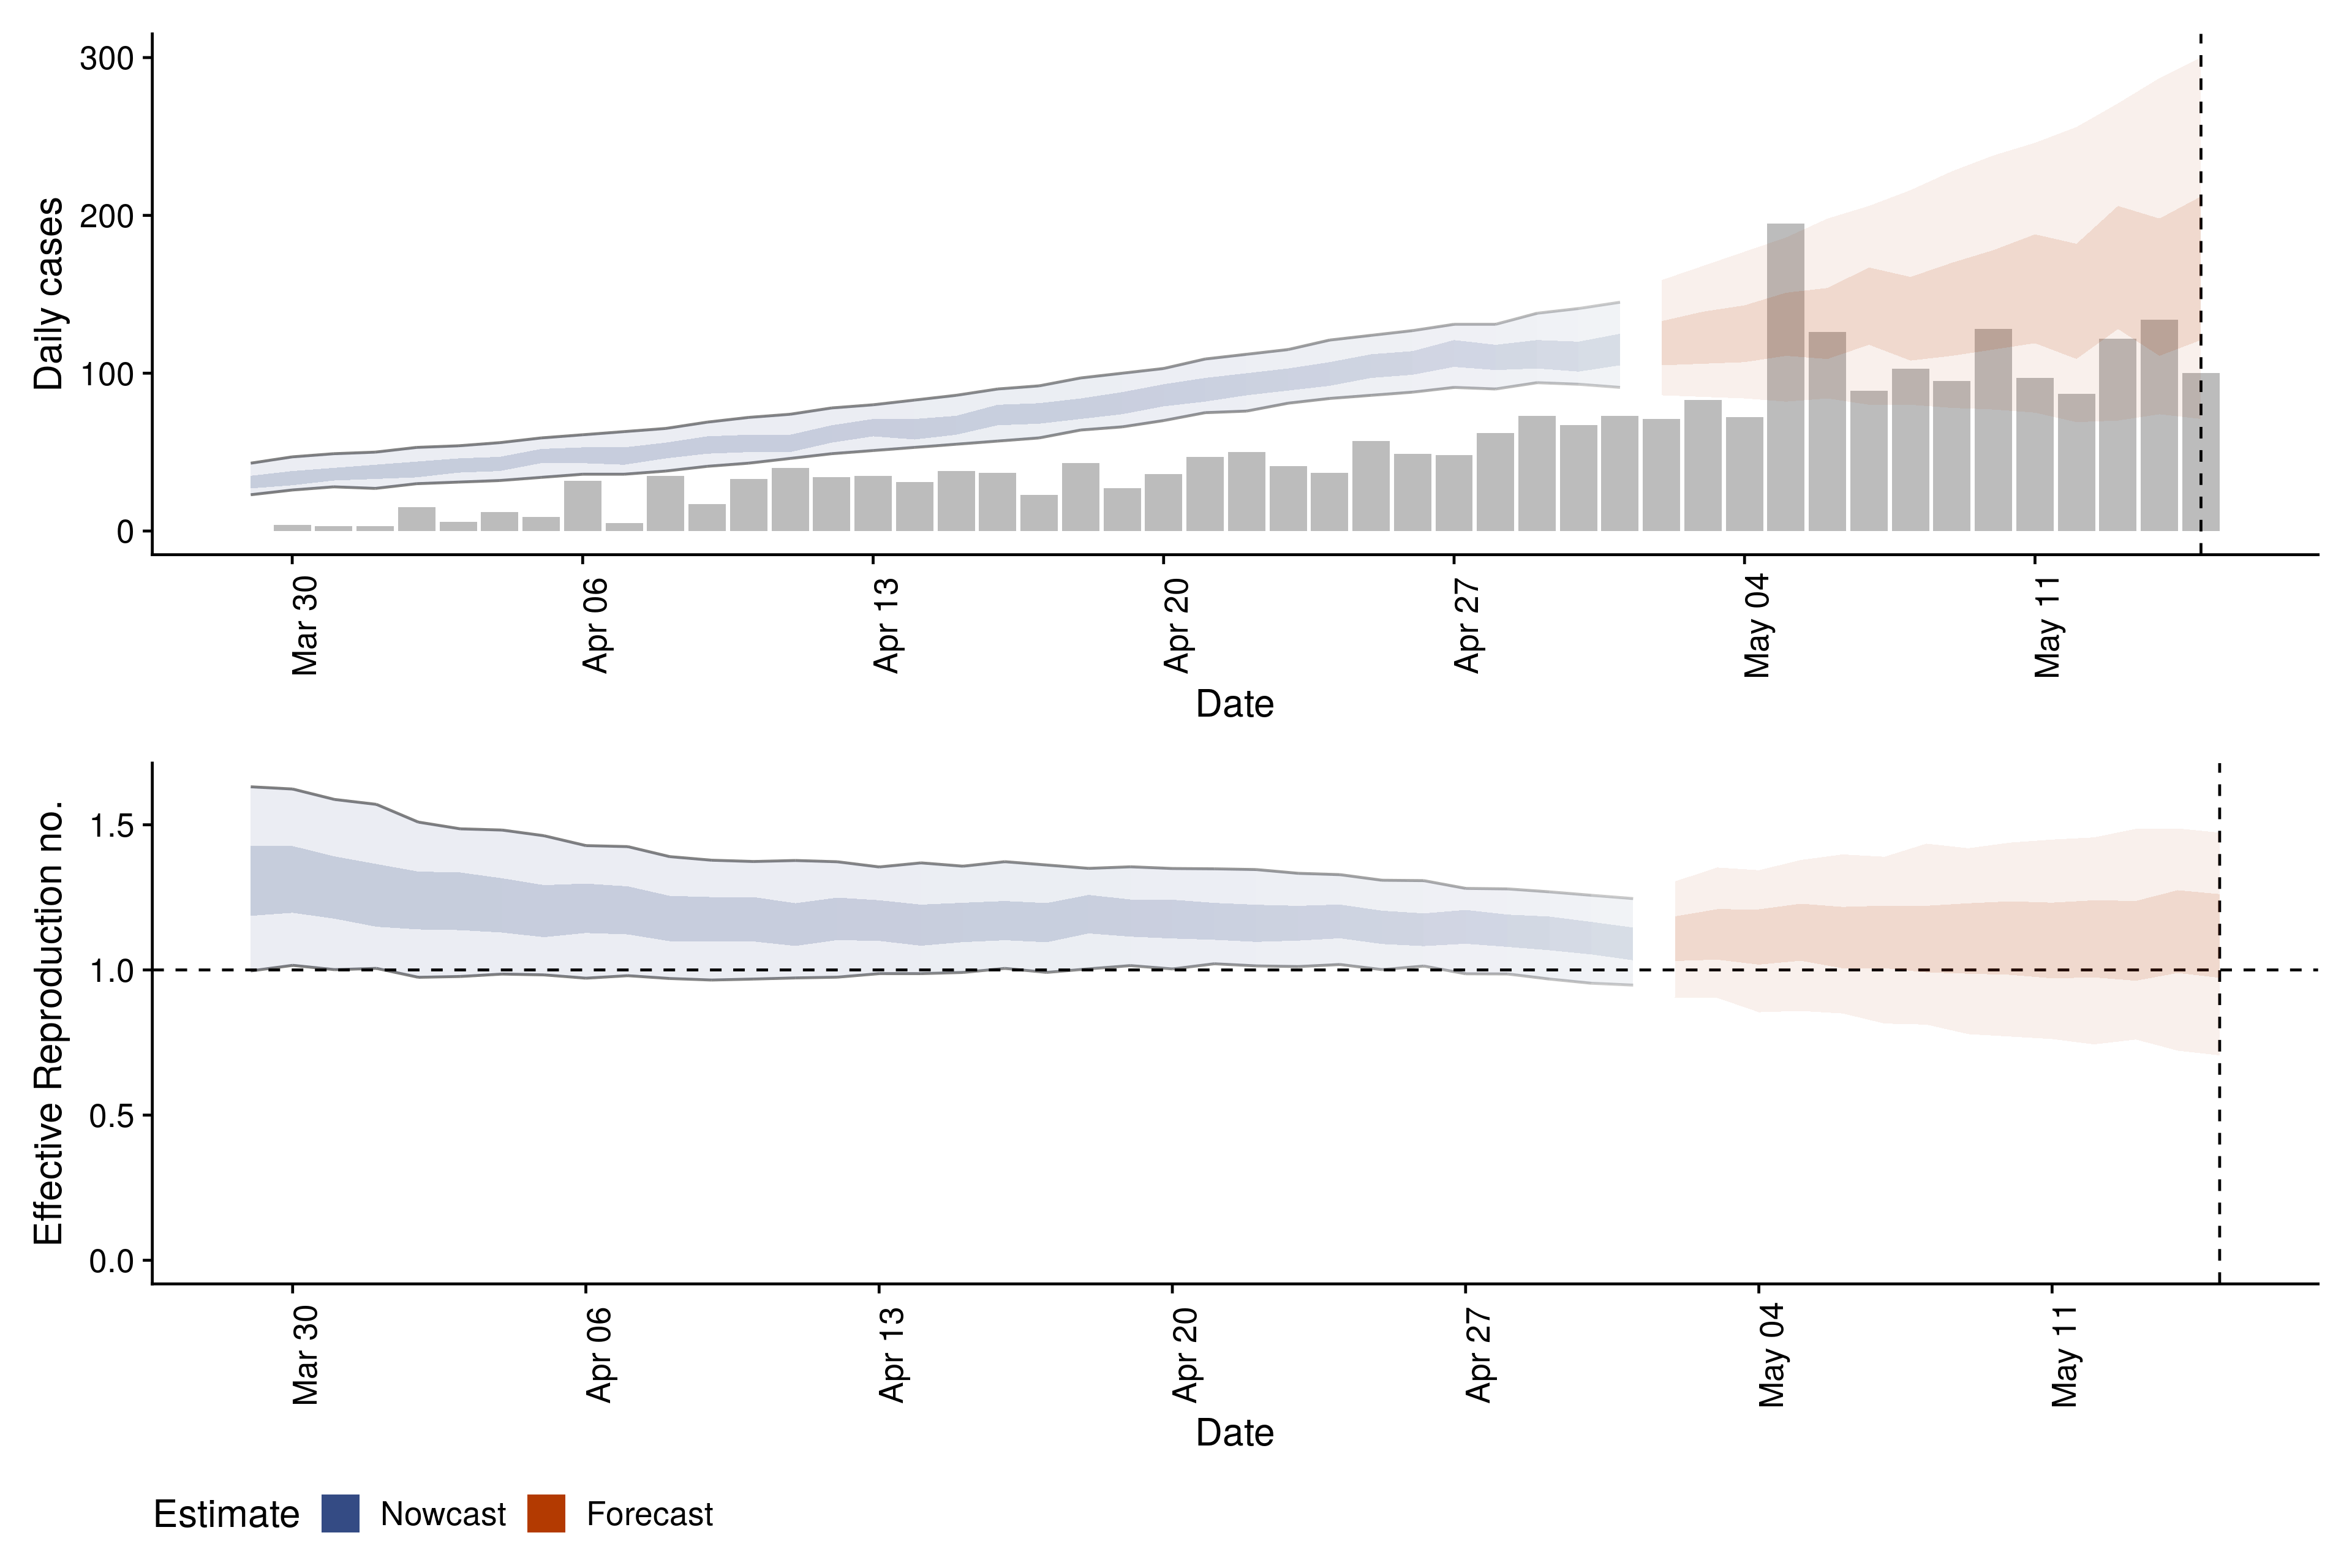 Daily cases
300
200
100
0
Mar 30
Apr 06
Apr 13
Apr 20
Apr 27
May 04
May 11
Date
Effective Reproduction no.
1.5
1.0
0.5
0.0
Mar 30
Apr 06
Apr 13
Apr 20
Apr 27
May 04
May 11
Date
Estimate Nowcast Forecast